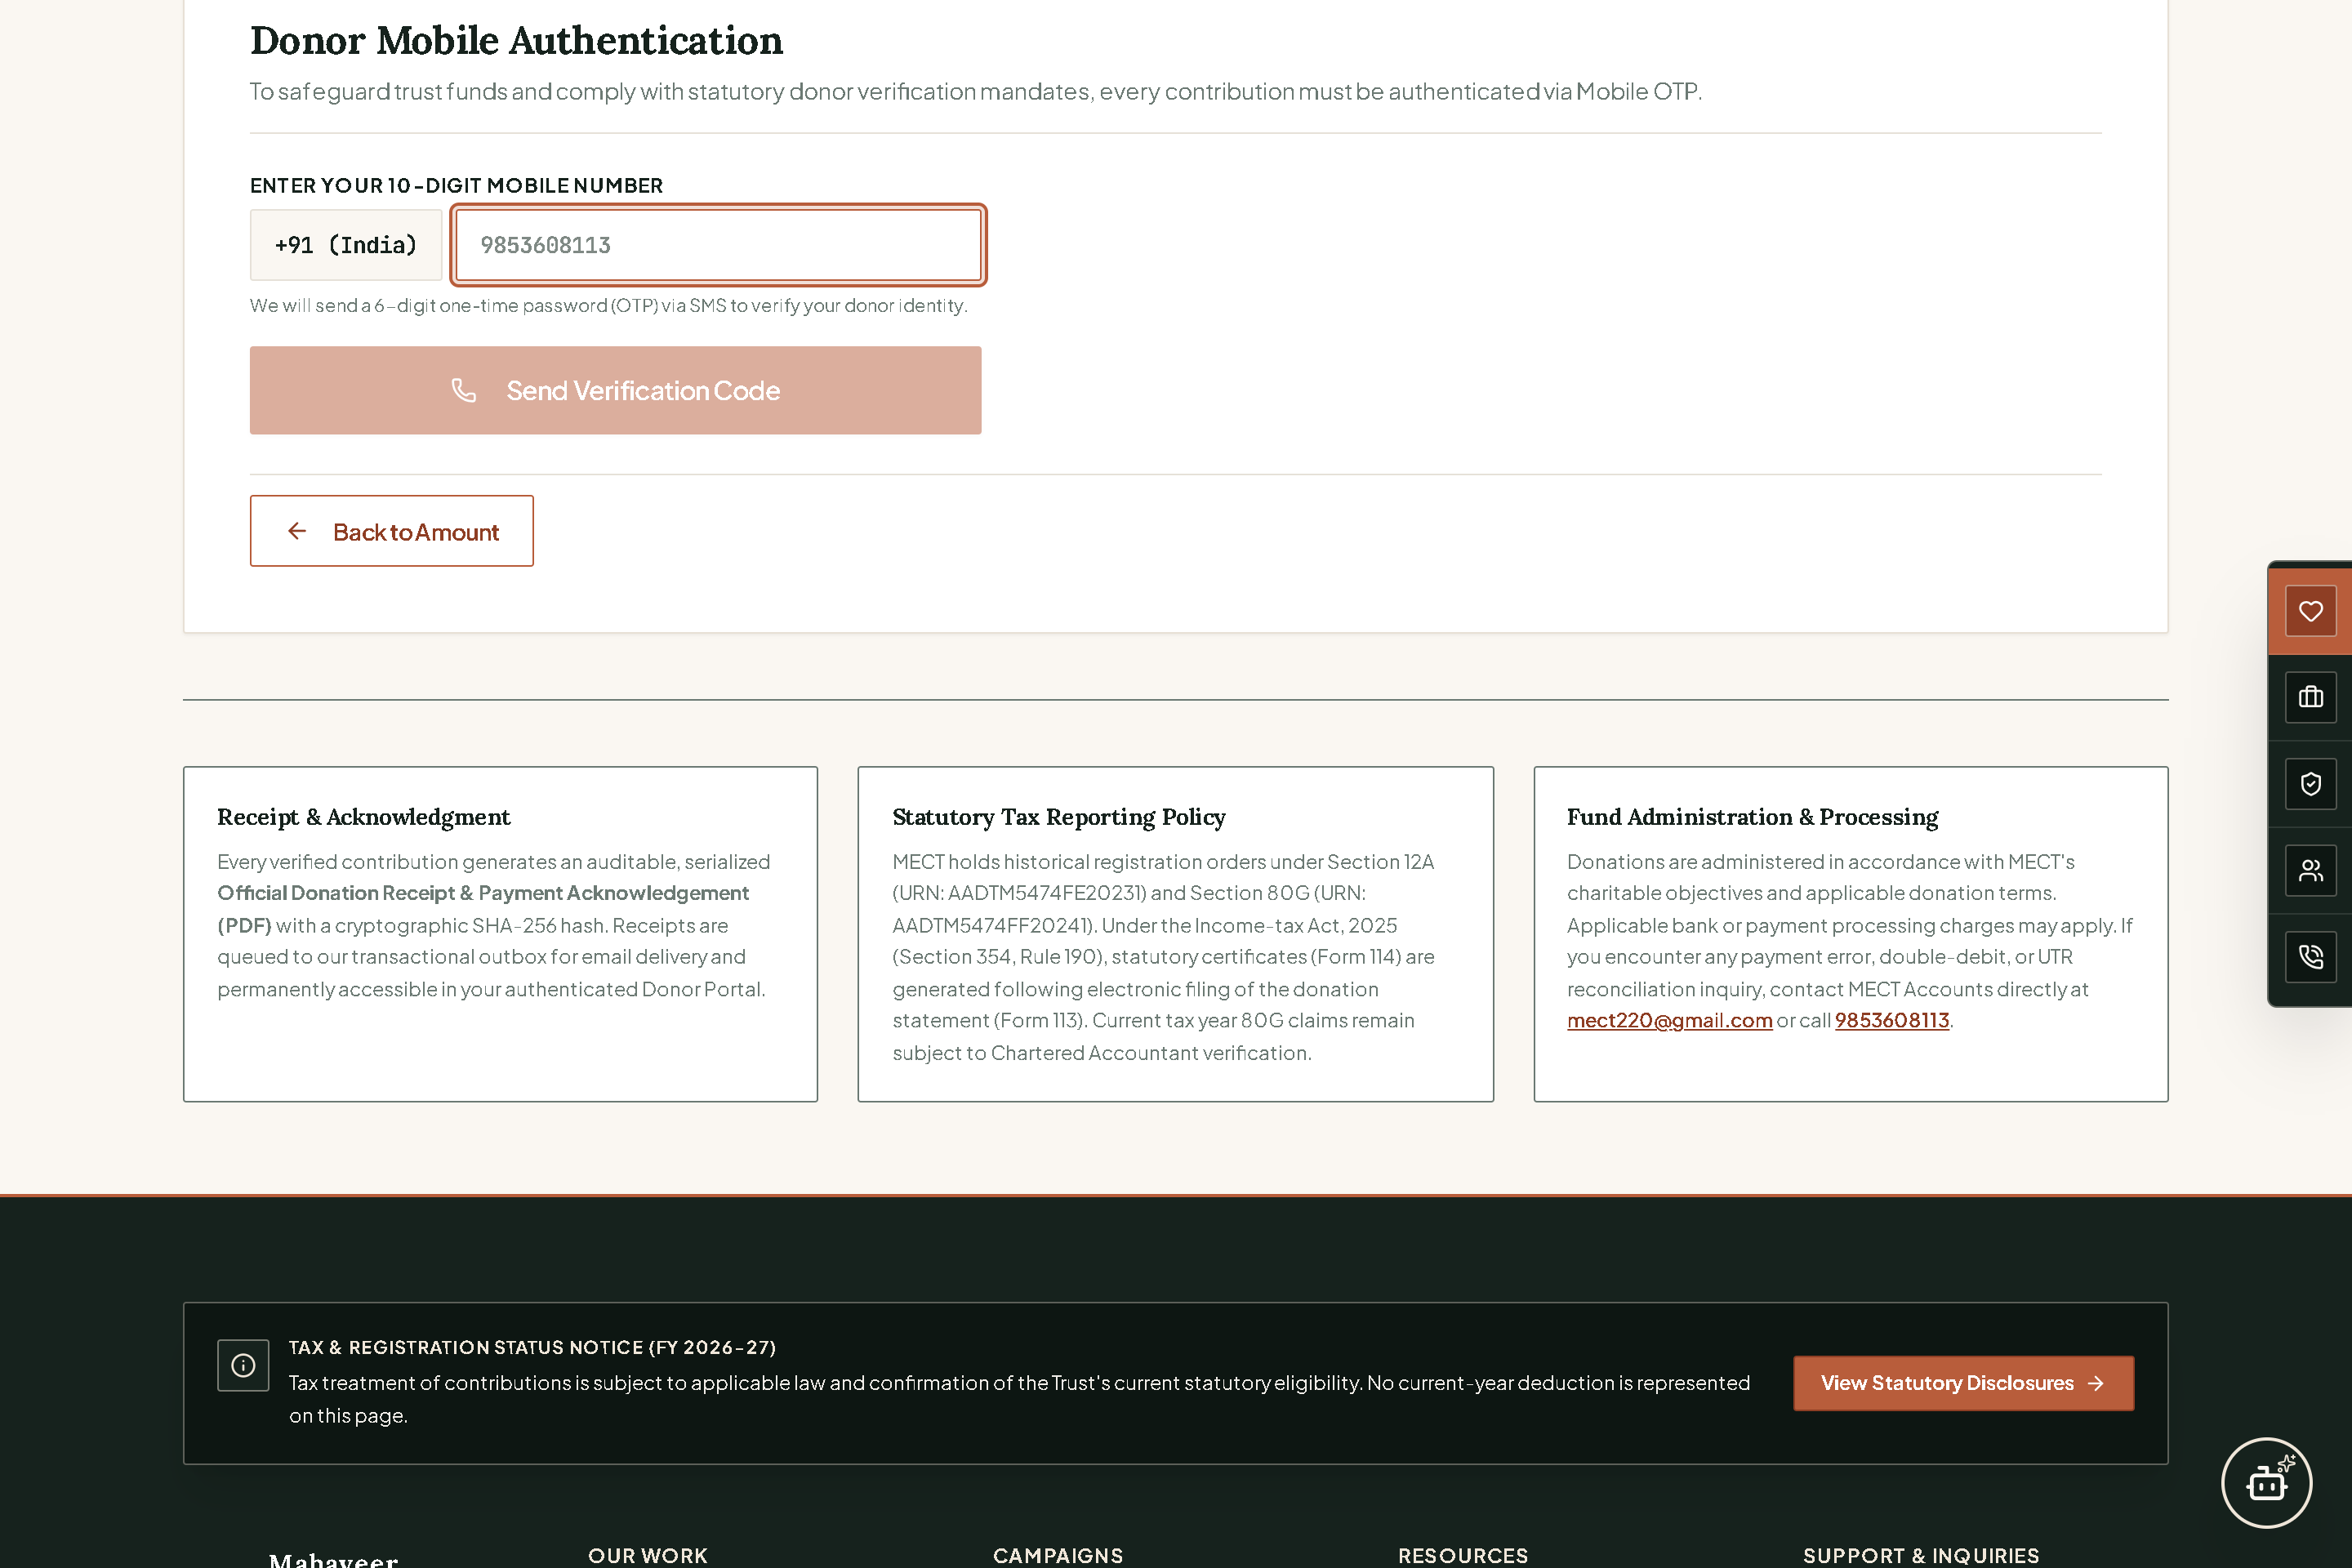 Donor Mobile Authentication
To safeguard trust funds and comply with statutory donor verification mandates, every contribution must be authenticated via Mobile OTP.
ENTER YOUR 10-DIGIT MOBILE NUMBER
+91 (India)
9853608113
We will send a 6-digit one-time password (OTP) via SMS to verify your donor identity.
Send Verification Code
Back to Amount
Receipt & Acknowledgment
Every verified contribution generates an auditable, serialized
Official Donation Receipt & Payment Acknowledgement
(PDF) with a cryptographic SHA-256 hash. Receipts are
queued to our transactional outbox for email delivery and
permanently accessible in your authenticated Donor Portal.
Statutory Tax Reporting Policy
MECT holds historical registration orders under Section 12A
(URN: AADTM5474FE20231) and Section 80G (URN:
AADTM5474FF20241). Under the Income-tax Act, 2025
(Section 354, Rule 190), statutory certificates (Form 114) are
generated following electronic filing of the donation
statement (Form 113). Current tax year 80G claims remain
subject to Chartered Accountant verification.
Fund Administration & Processing
Donations are administered in accordance with MECT's
charitable objectives and applicable donation terms.
Applicable bank or payment processing charges may apply. If
you encounter any payment error, double-debit, or UTR
reconciliation inquiry, contact MECT Accounts directly at
mect220@gmail.com or call 9853608113.
TAX & REGISTRATION STATUS NOTICE (FY 2026-27)
Tax treatment of contributions is subject to applicable law and confirmation of the Trust's current statutory eligibility. No current-year deduction is represented
on this page.
View Statutory Disclosures
Mahaveer
OUR WORK
CAMPAIGNS
RESOURCES
SUPPORT & INQUIRIES